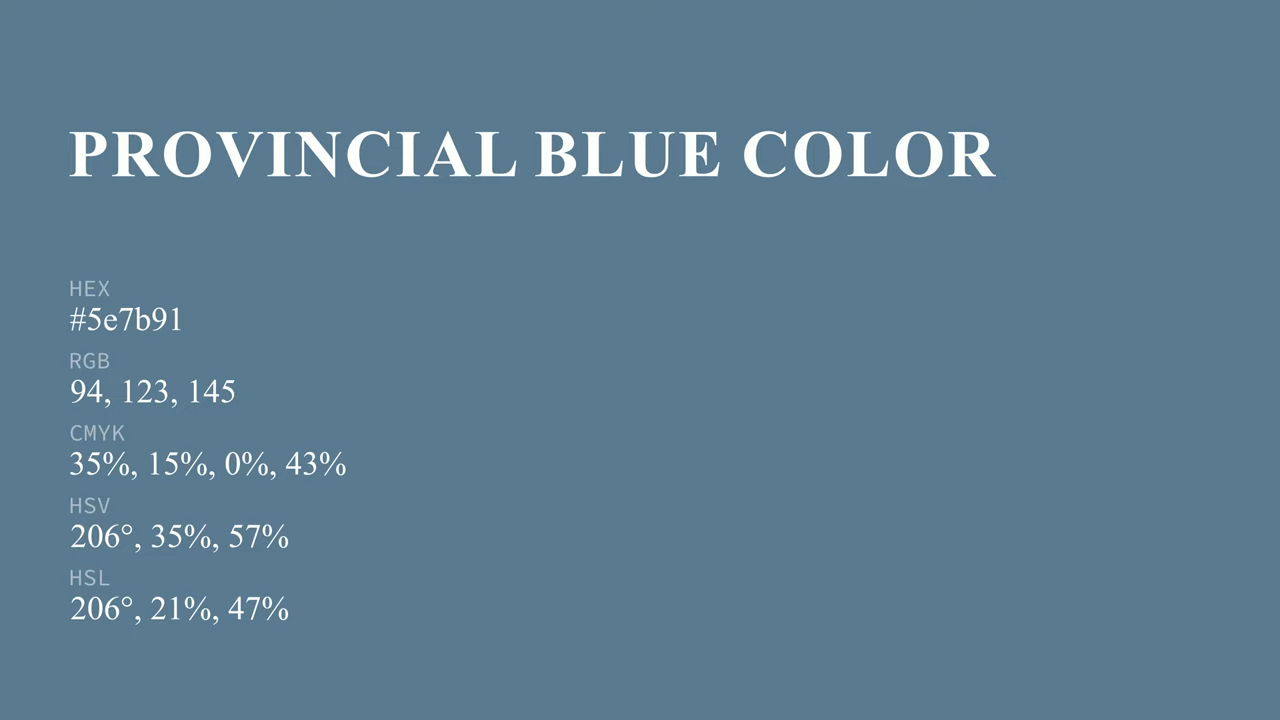 PROVINCIAL BLUE COLOR
HEX
#5e7b91
RGB
94, 123, 145
CMYK
35%, 15%, 0%, 43%
HSV
206°, 35%, 57%
HSL
206°, 21%, 47%